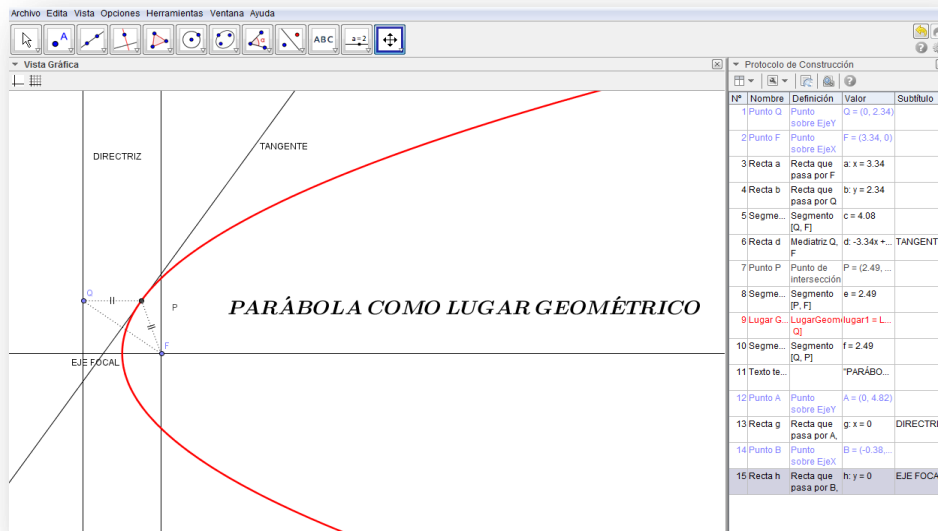 Archivo Edita Vista Opciones Herramientas Ventana Ayuda
A
α
ABC
a=2
Vista Gráfica
DIRECTRIZ
TANGENTE
Q
P
PARÁBOLA COMO LUGAR GEOMÉTRICO
F
EJE FOCAL
Protocolo de Construcción
Nº Nombre Definición Valor Subtítulo
1 Punto Q Punto sobre EjeY Q = (0, 2.34)
2 Punto F Punto sobre EjeX F = (3.34, 0)
3 Recta a Recta que pasa por F a: x = 3.34
4 Recta b Recta que pasa por Q b: y = 2.34
5 Segme... Segmento [Q, F] c = 4.08
6 Recta d Mediatriz Q, F d: -3.34x +... TANGENT
7 Punto P Punto de intersección P = (2.49, ...
8 Segme... Segmento [P, F] e = 2.49
9 Lugar G... LugarGeom Q] lugar1 = L...
10 Segme... Segmento [Q, P] f = 2.49
11 Texto te... "PARÁBO...
12 Punto A Punto sobre EjeY A = (0, 4.82)
13 Recta g Recta que pasa por A, g: x = 0 DIRECTRI
14 Punto B Punto sobre EjeX B = (-0.38,...
15 Recta h Recta que pasa por B, h: y = 0 EJE FOCA